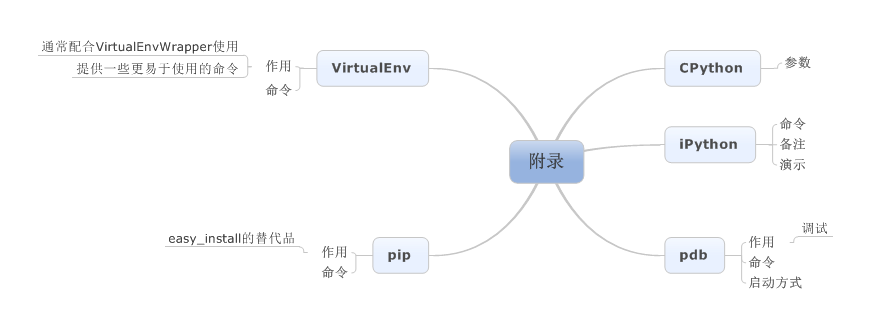 附录
CPython
参数
iPython
命令
备注
演示
pdb
作用
调试
命令
启动方式
VirtualEnv
作用
通常配合VirtualEnvWrapper使用
提供一些更易于使用的命令
命令
pip
作用
easy_install的替代品
命令